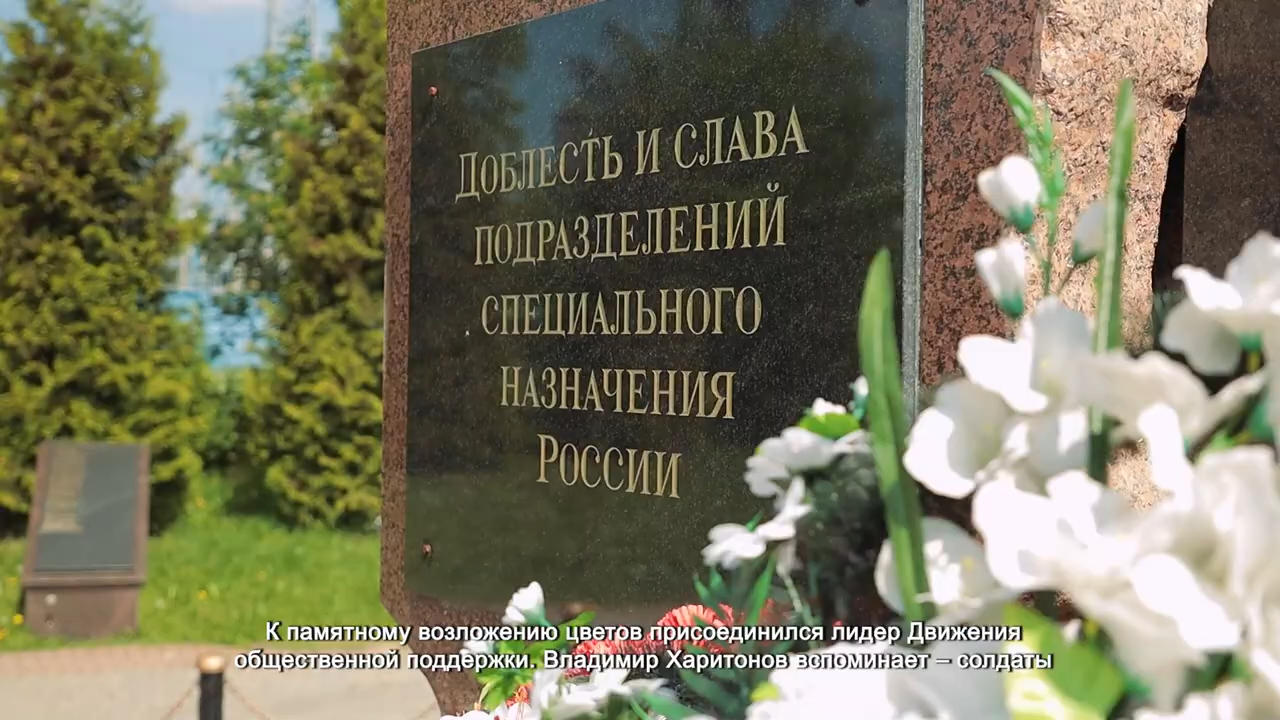 ДОБЛЕСТЬ И СЛАВА
ПОДРАЗДЕЛЕНИЙ
СПЕЦИАЛЬНОГО
НАЗНАЧЕНИЯ
РОССИИ
К памятному возложению цветов присоединился лидер Движения
общественной поддержки. Владимир Харитонов вспоминает – солдаты